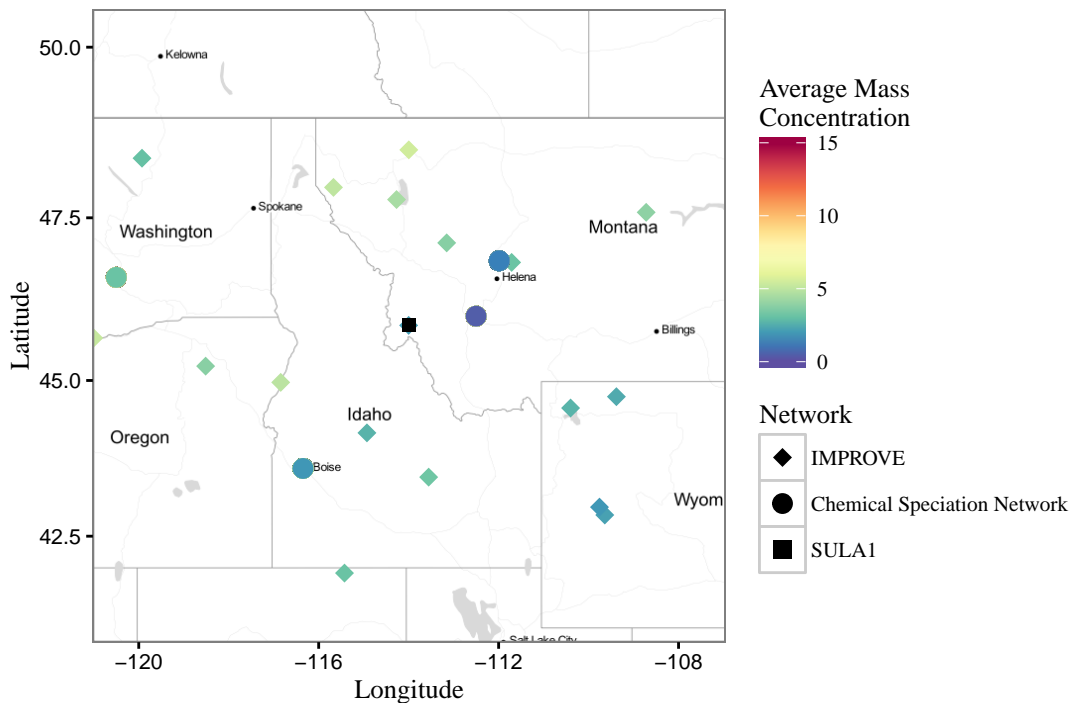 50.0
47.5
45.0
42.5
Latitude
−120
−116
−112
−108
Longitude
Kelowna
Spokane
Washington
Montana
Helena
Billings
Idaho
Oregon
Boise
Wyom
Salt Lake City
Average Mass
Concentration
15
10
5
0
Network
IMPROVE
Chemical Speciation Network
SULA1